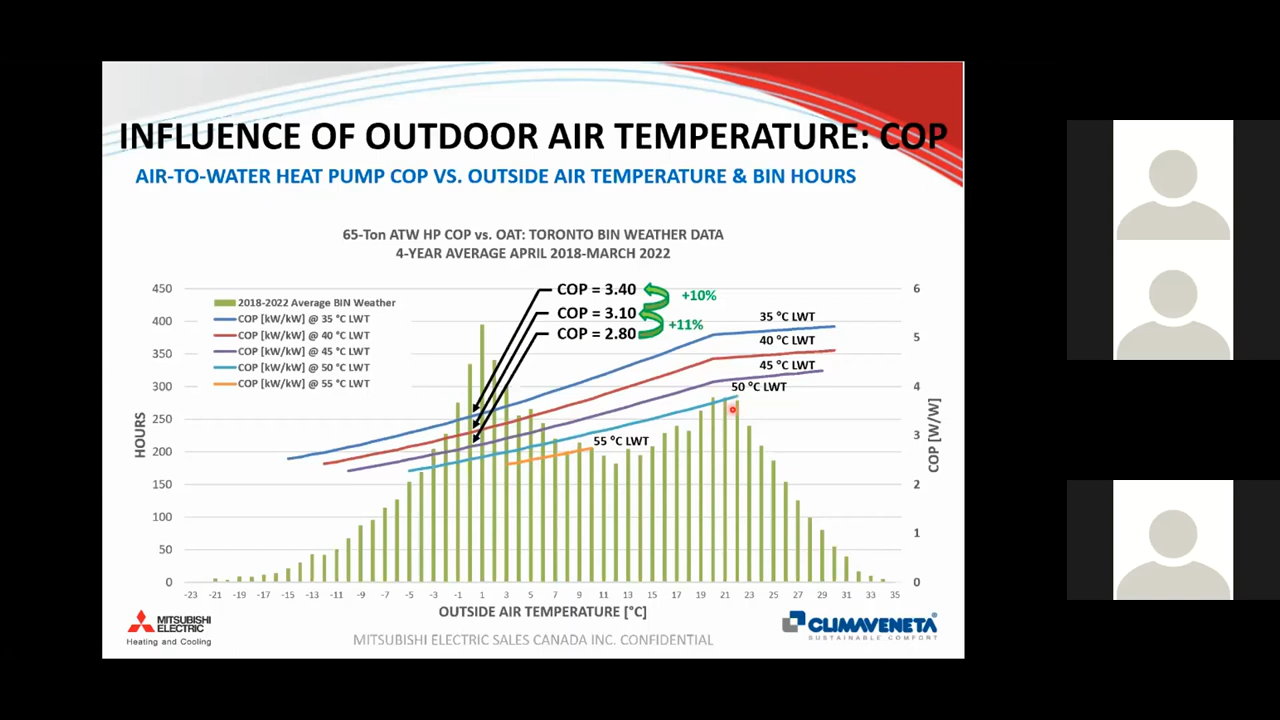 INFLUENCE OF OUTDOOR AIR TEMPERATURE: COP
AIR-TO-WATER HEAT PUMP COP VS. OUTSIDE AIR TEMPERATURE & BIN HOURS
65-Ton ATW HP COP vs. OAT: TORONTO BIN WEATHER DATA
4-YEAR AVERAGE APRIL 2018-MARCH 2022
2018-2022 Average BIN Weather
COP [kW/kW] @ 35 °C LWT
COP [kW/kW] @ 40 °C LWT
COP [kW/kW] @ 45 °C LWT
COP [kW/kW] @ 50 °C LWT
COP [kW/kW] @ 55 °C LWT
COP = 3.40
COP = 3.10
COP = 2.80
+10%
+11%
35 °C LWT
40 °C LWT
45 °C LWT
50 °C LWT
55 °C LWT
HOURS
450
400
350
300
250
200
150
100
50
0
COP [W/W]
6
5
4
3
2
1
0
-23 -21 -19 -17 -15 -13 -11 -9 -7 -5 -3 -1 1 3 5 7 9 11 13 15 17 19 21 23 25 27 29 31 33 35
OUTSIDE AIR TEMPERATURE [°C]
MITSUBISHI
ELECTRIC
Heating and Cooling
MITSUBISHI ELECTRIC SALES CANADA INC. CONFIDENTIAL
CLIMAVENETA
SUSTAINABLE COMFORT